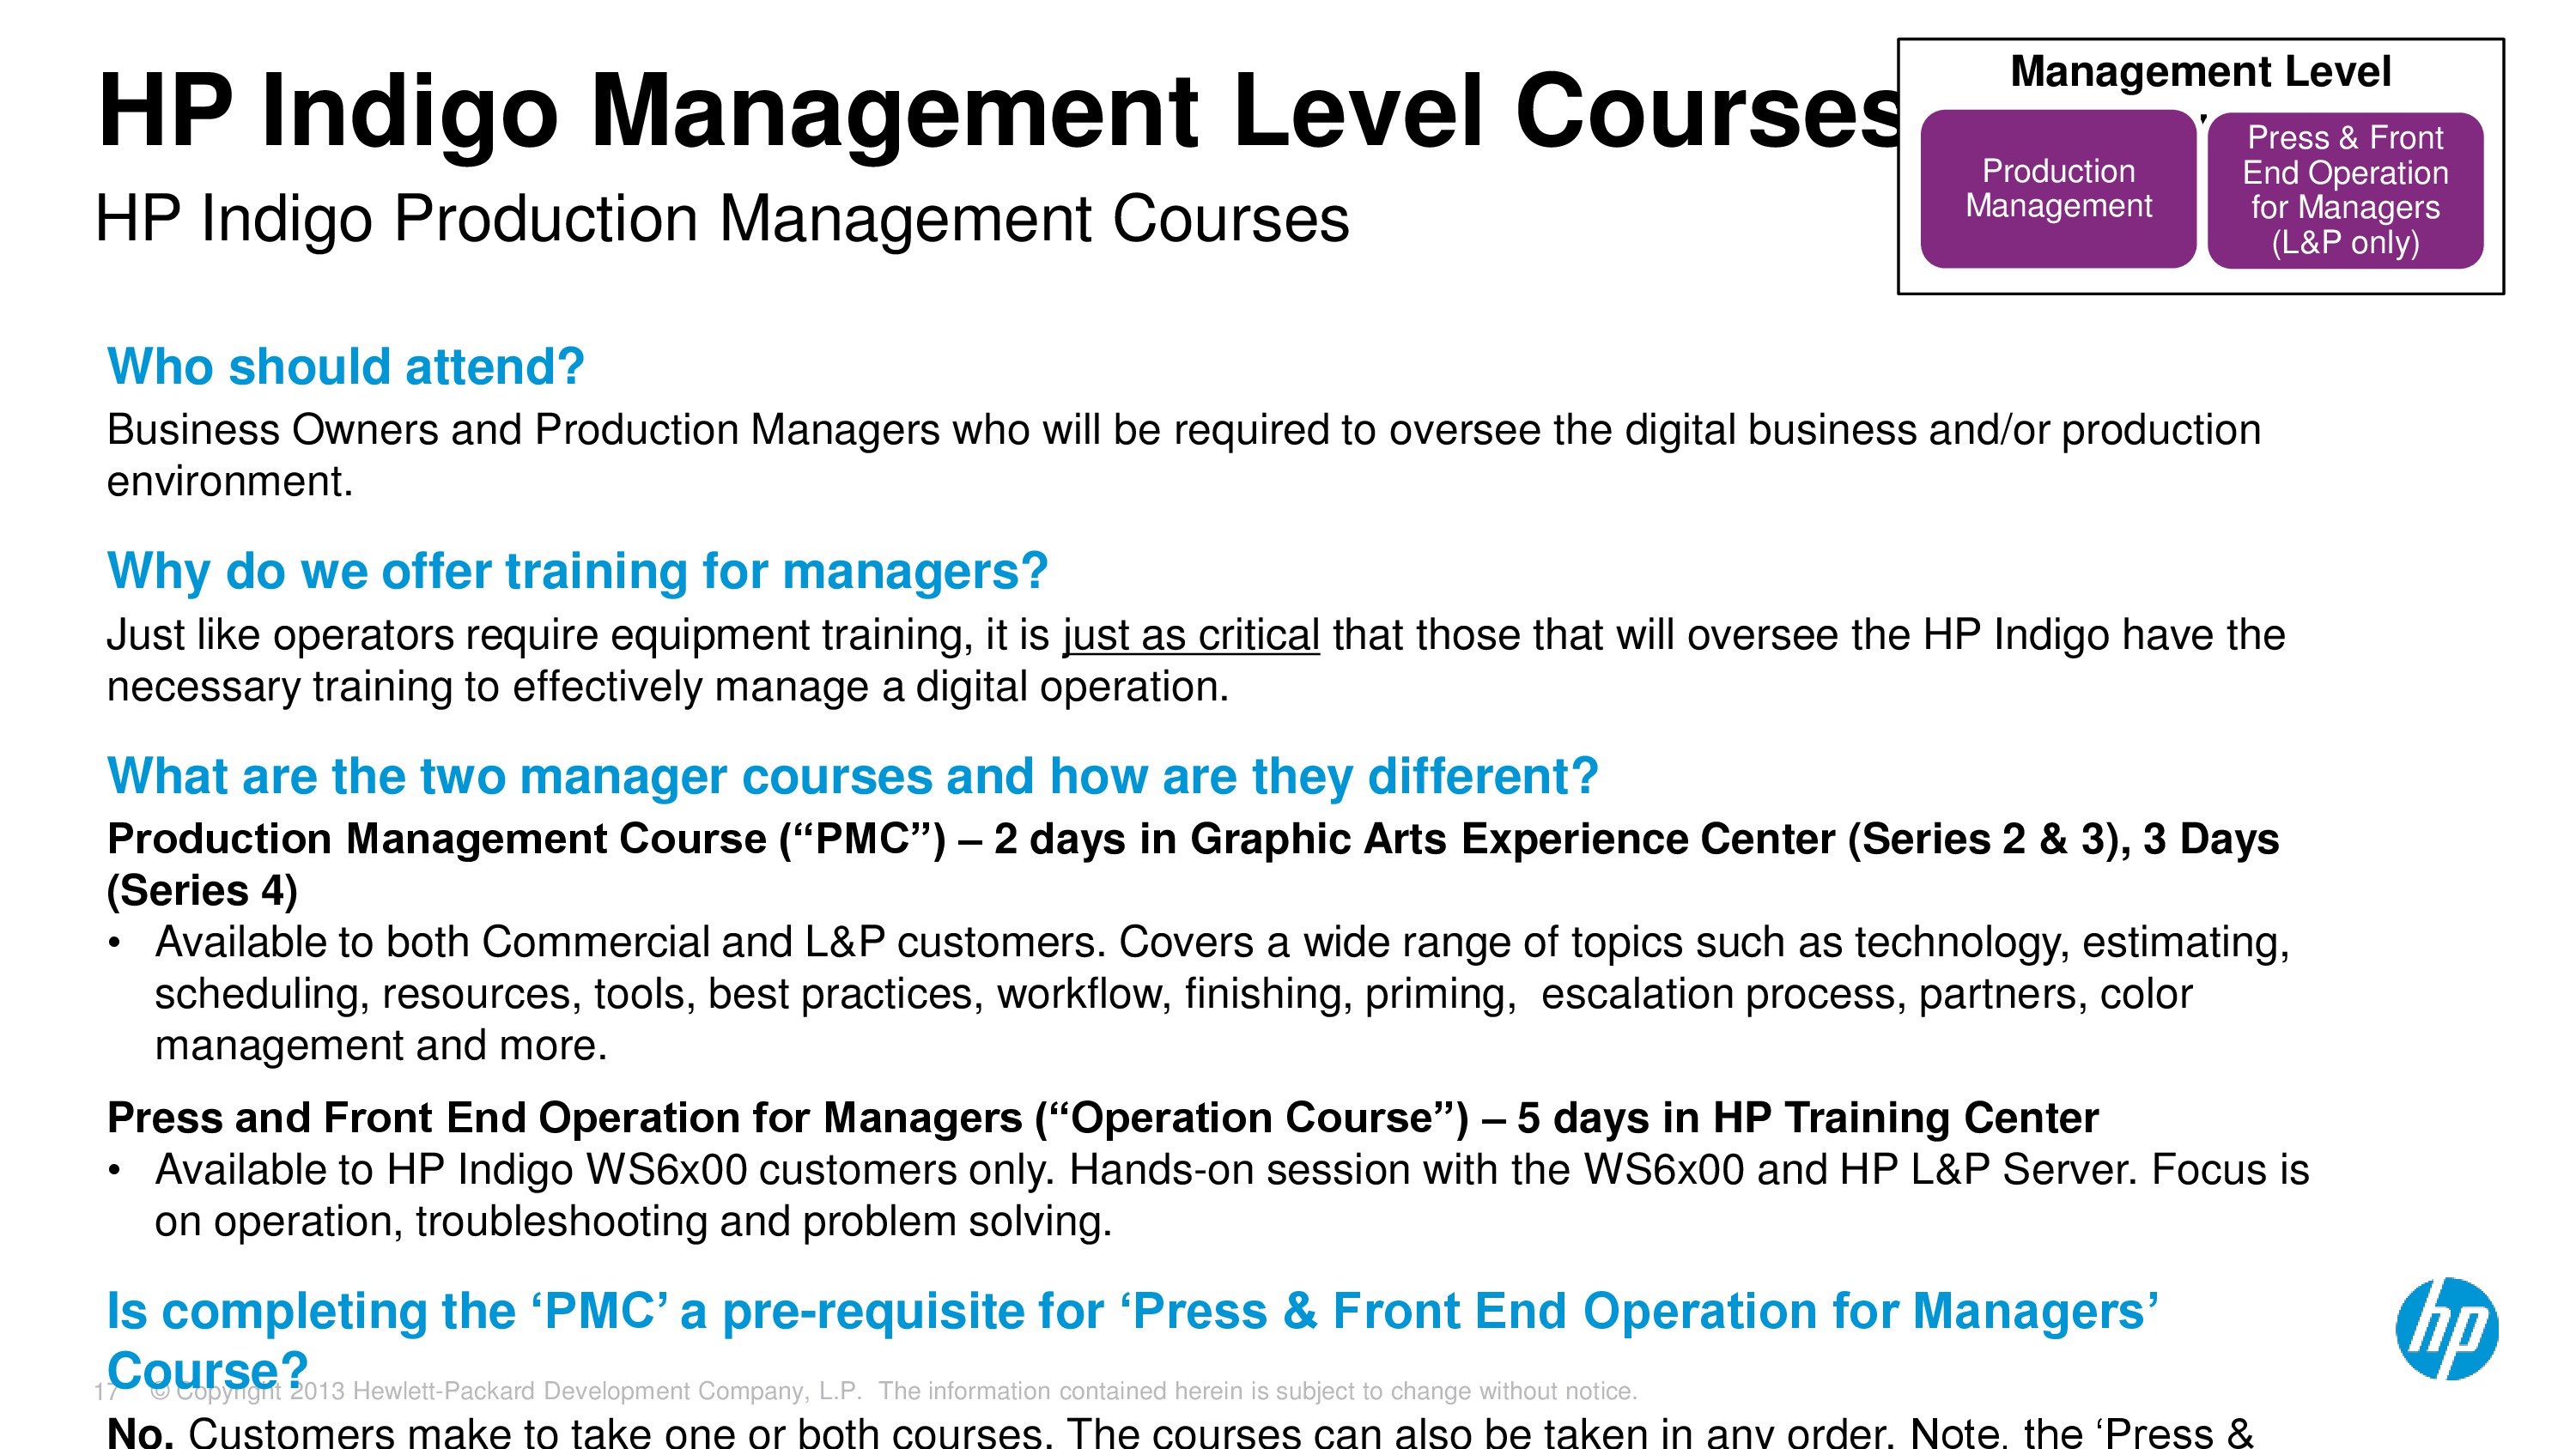 HP Indigo Management Level Courses
HP Indigo Production Management Courses
Management Level
Production
Management
Press & Front
End Operation
for Managers
(L&P only)
Who should attend?
Business Owners and Production Managers who will be required to oversee the digital business and/or production
environment.
Why do we offer training for managers?
Just like operators require equipment training, it is just as critical that those that will oversee the HP Indigo have the
necessary training to effectively manage a digital operation.
What are the two manager courses and how are they different?
Production Management Course (“PMC”) – 2 days in Graphic Arts Experience Center (Series 2 & 3), 3 Days
(Series 4)
• Available to both Commercial and L&P customers. Covers a wide range of topics such as technology, estimating,
scheduling, resources, tools, best practices, workflow, finishing, priming,  escalation process, partners, color
management and more.
Press and Front End Operation for Managers (“Operation Course”) – 5 days in HP Training Center
• Available to HP Indigo WS6x00 customers only. Hands-on session with the WS6x00 and HP L&P Server. Focus is
on operation, troubleshooting and problem solving.
Is completing the ‘PMC’ a pre-requisite for ‘Press & Front End Operation for Managers’
Course?
17 © Copyright 2013 Hewlett-Packard Development Company, L.P.  The information contained herein is subject to change without notice.
No. Customers make to take one or both courses. The courses can also be taken in any order. Note, the ‘Press &
hp